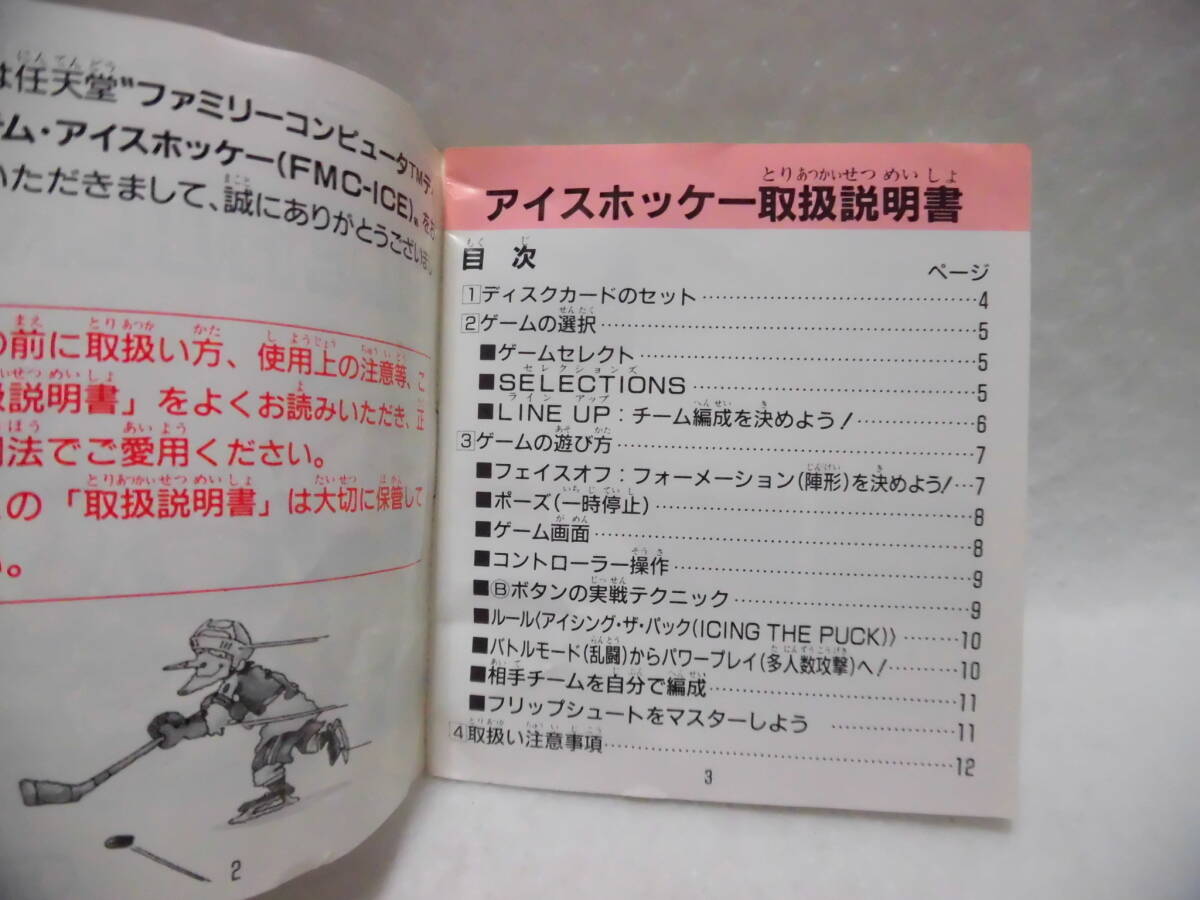 は任天堂"ファミリーコンピュータTMディ
テム・アイスホッケー(FMC-ICE)"をお
いただきまして、誠にありがとうござい
の前に取扱い方、使用上の注意等、こ
扱説明書」をよくお読みいただき、正
用法でご愛用ください。
この「取扱説明書」は大切に保管して
い。
2
アイスホッケー取扱説明書
目次
ページ
1ディスクカードのセット…4
2ゲームの選択…5
■ゲームセレクト…5
■SELECTIONS…5
■LINE UP:チーム編成を決めよう!…6
3ゲームの遊び方…7
■フェイスオフ:フォーメーション(陣形)を決めよう!…7
■ポーズ(一時停止)…8
■ゲーム画面…8
■コントローラー操作…9
■Ⓑボタンの実戦テクニック…9
■ルール(アイシング・ザ・パック(ICING THE PUCK))…10
■バトルモード(乱闘)からパワープレイ(多人数攻撃)へ!…10
■相手チームを自分で編成…11
■フリップシュートをマスターしよう…11
4取扱い注意事項…12
3